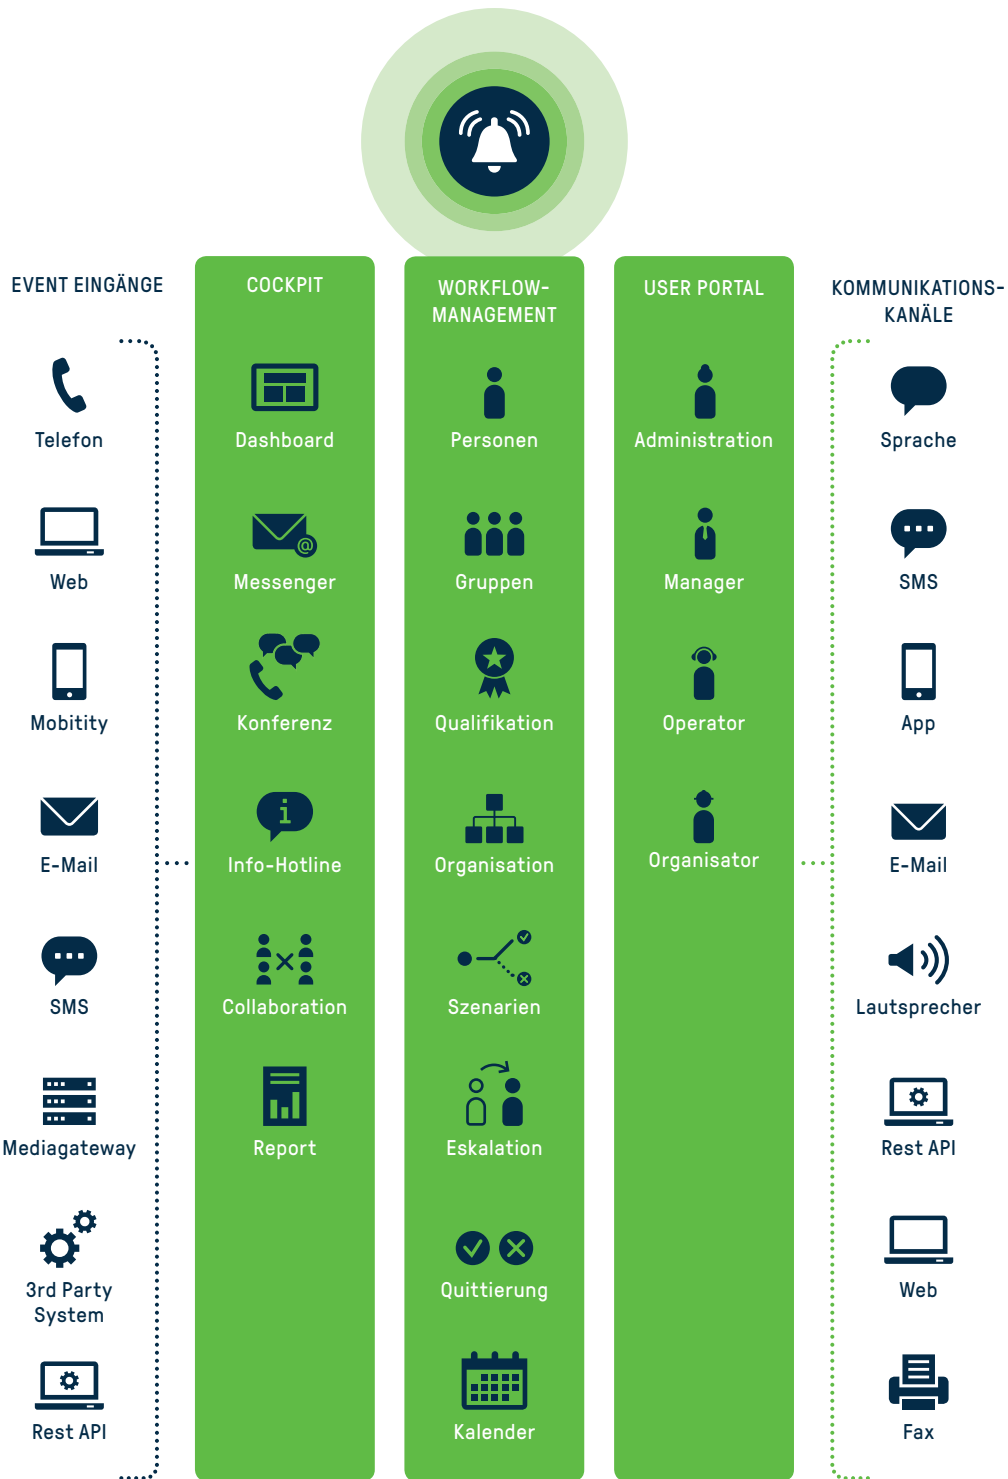 EVENT EINGÄNGE
Telefon
Web
Mobitity
E-Mail
SMS
Mediagateway
3rd Party
System
Rest API
COCKPIT
Dashboard
@
Messenger
Konferenz
i
Info-Hotline
Collaboration
Report
WORKFLOW-
MANAGEMENT
Personen
Gruppen
Qualifikation
Organisation
Szenarien
Eskalation
Quittierung
Kalender
USER PORTAL
Administration
Manager
Operator
Organisator
KOMMUNIKATIONS-
KANÄLE
Sprache
SMS
App
E-Mail
Lautsprecher
Rest API
Web
Fax